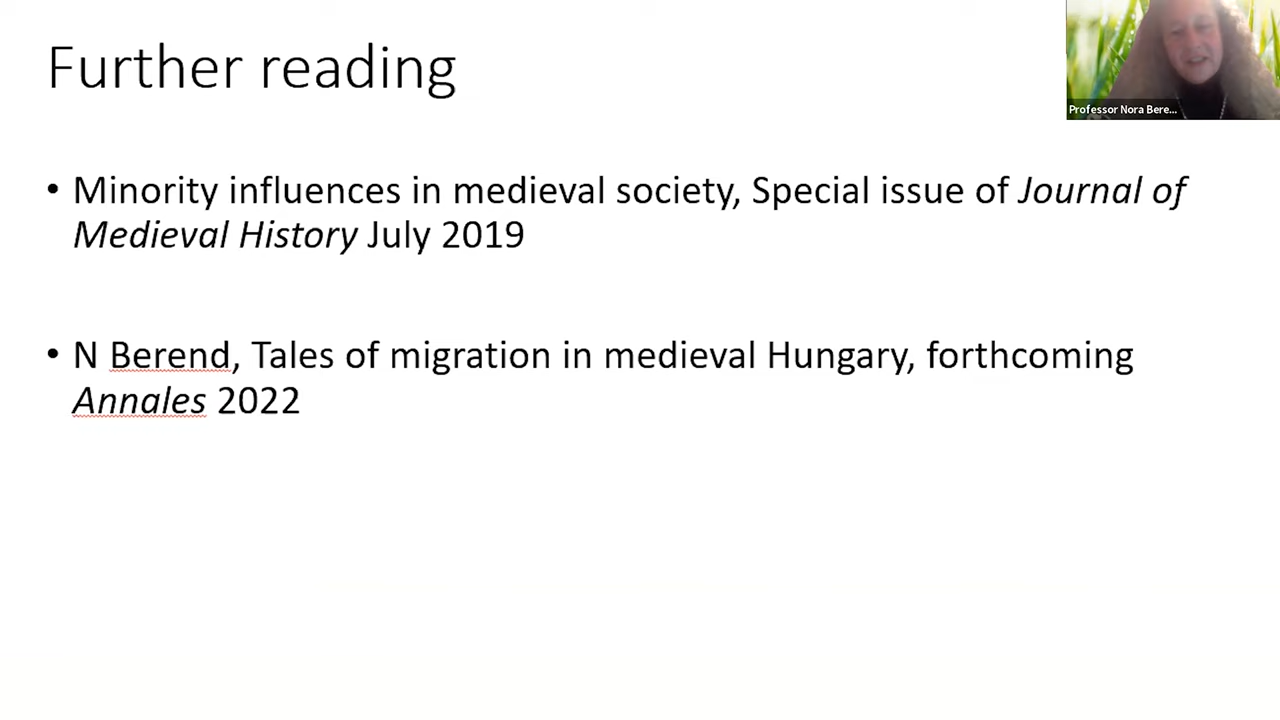 Further reading
Professor Nora Bere...
• Minority influences in medieval society, Special issue of Journal of
Medieval History July 2019
• N Berend, Tales of migration in medieval Hungary, forthcoming
Annales 2022